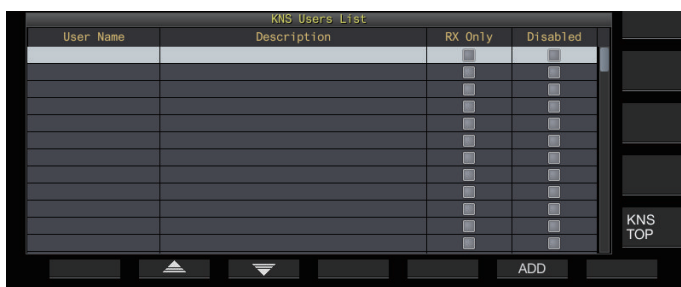 KNS Users List
User Name Description RX Only Disabled
KNS
TOP
ADD